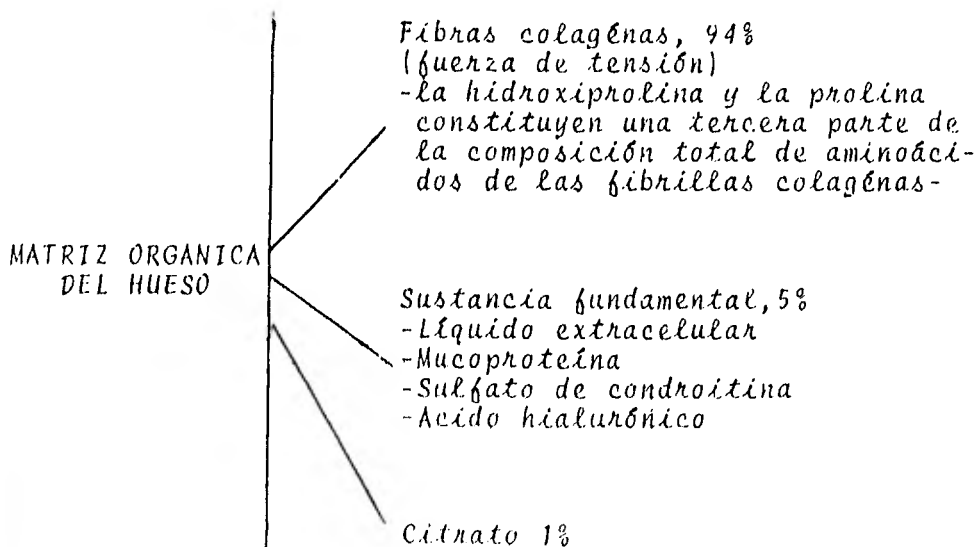 Fibras colagénas, 94%
(fuerza de tensión)
-la hidroxiprolina y la prolina
constituyen una tercera parte de
la composición total de aminoáci-
dos de las fibrillas colagénas-
MATRIZ ORGANICA
DEL HUESO
Sustancia fundamental, 5%
-Líquido extracelular
-Mucoproteína
-Sulfato de condroitina
-Acido hialurónico
Citrato 1%